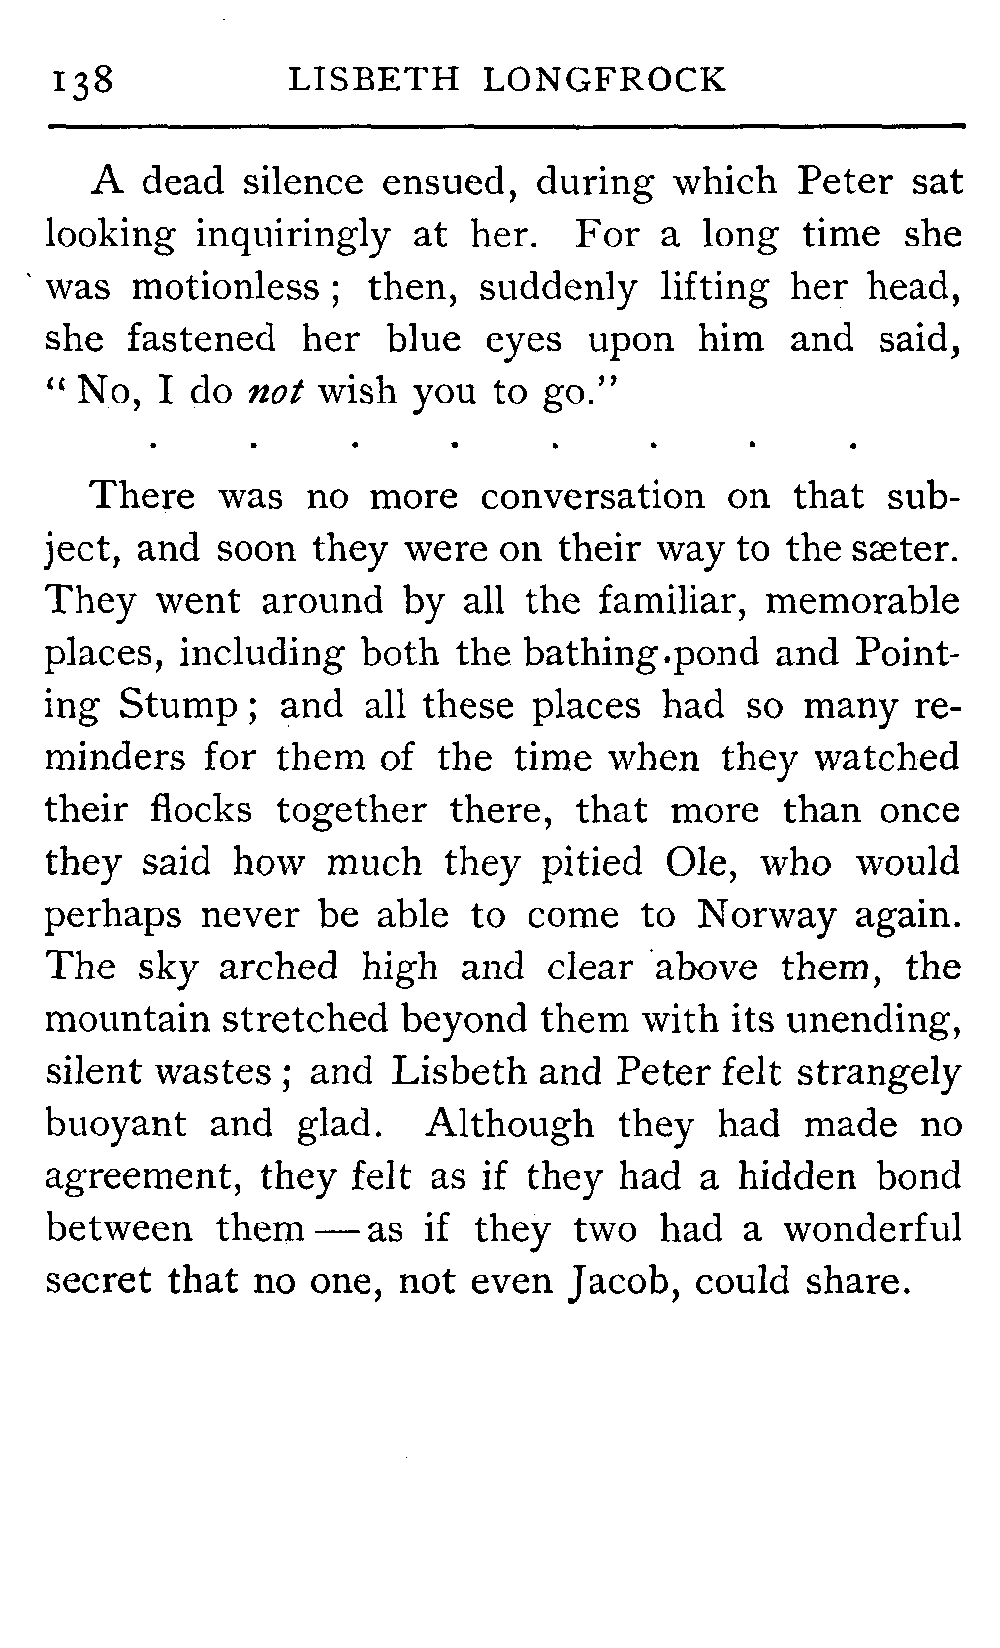 138 LISBETH LONGFROCK
A dead silence ensued, during which Peter sat
looking inquiringly at her. For a long time she
was motionless ; then, suddenly lifting her head,
she fastened her blue eyes upon him and said,
“ No, I do not wish you to go.”
. . . . . . . .
There was no more conversation on that sub-
ject, and soon they were on their way to the sæter.
They went around by all the familiar, memorable
places, including both the bathing.pond and Point-
ing Stump ; and all these places had so many re-
minders for them of the time when they watched
their flocks together there, that more than once
they said how much they pitied Ole, who would
perhaps never be able to come to Norway again.
The sky arched high and clear above them, the
mountain stretched beyond them with its unending,
silent wastes ; and Lisbeth and Peter felt strangely
buoyant and glad. Although they had made no
agreement, they felt as if they had a hidden bond
between them — as if they two had a wonderful
secret that no one, not even Jacob, could share.